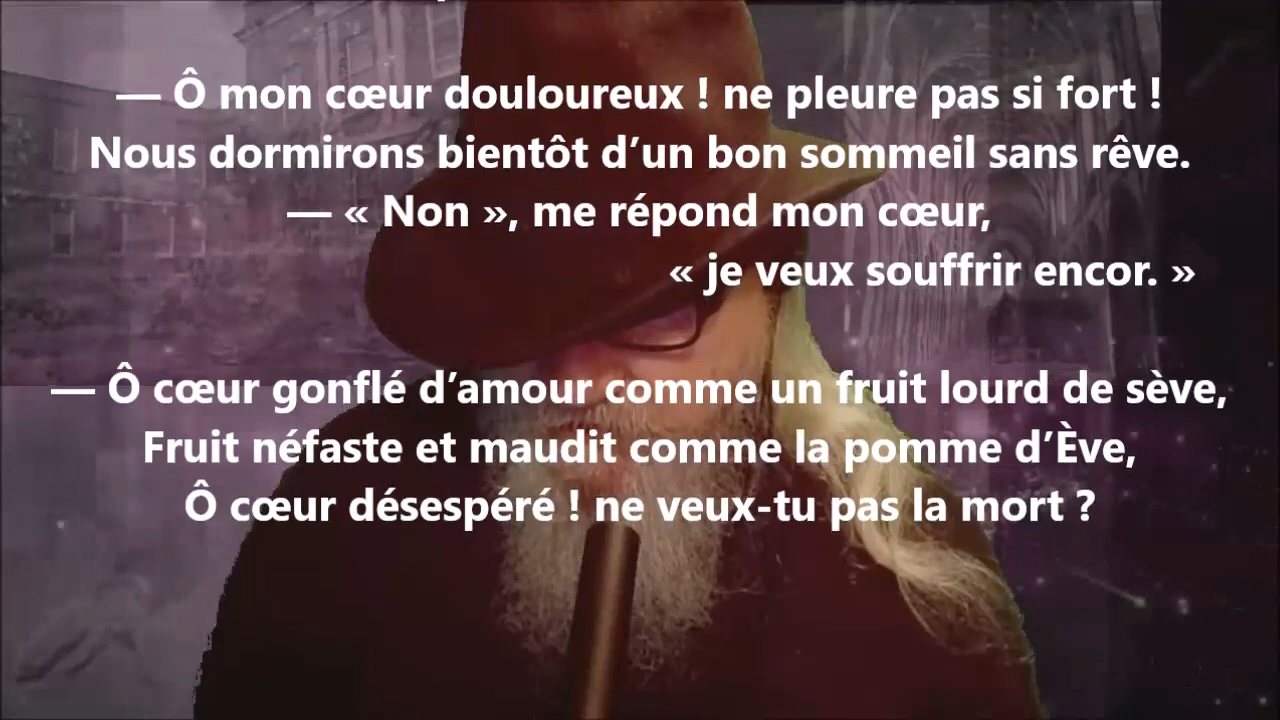 — Ô mon cœur douloureux ! ne pleure pas si fort !
Nous dormirons bientôt d’un bon sommeil sans rêve.
— « Non », me répond mon cœur,
« je veux souffrir encor. »
— Ô cœur gonflé d’amour comme un fruit lourd de sève,
Fruit néfaste et maudit comme la pomme d’Ève,
Ô cœur désespéré ! ne veux-tu pas la mort ?